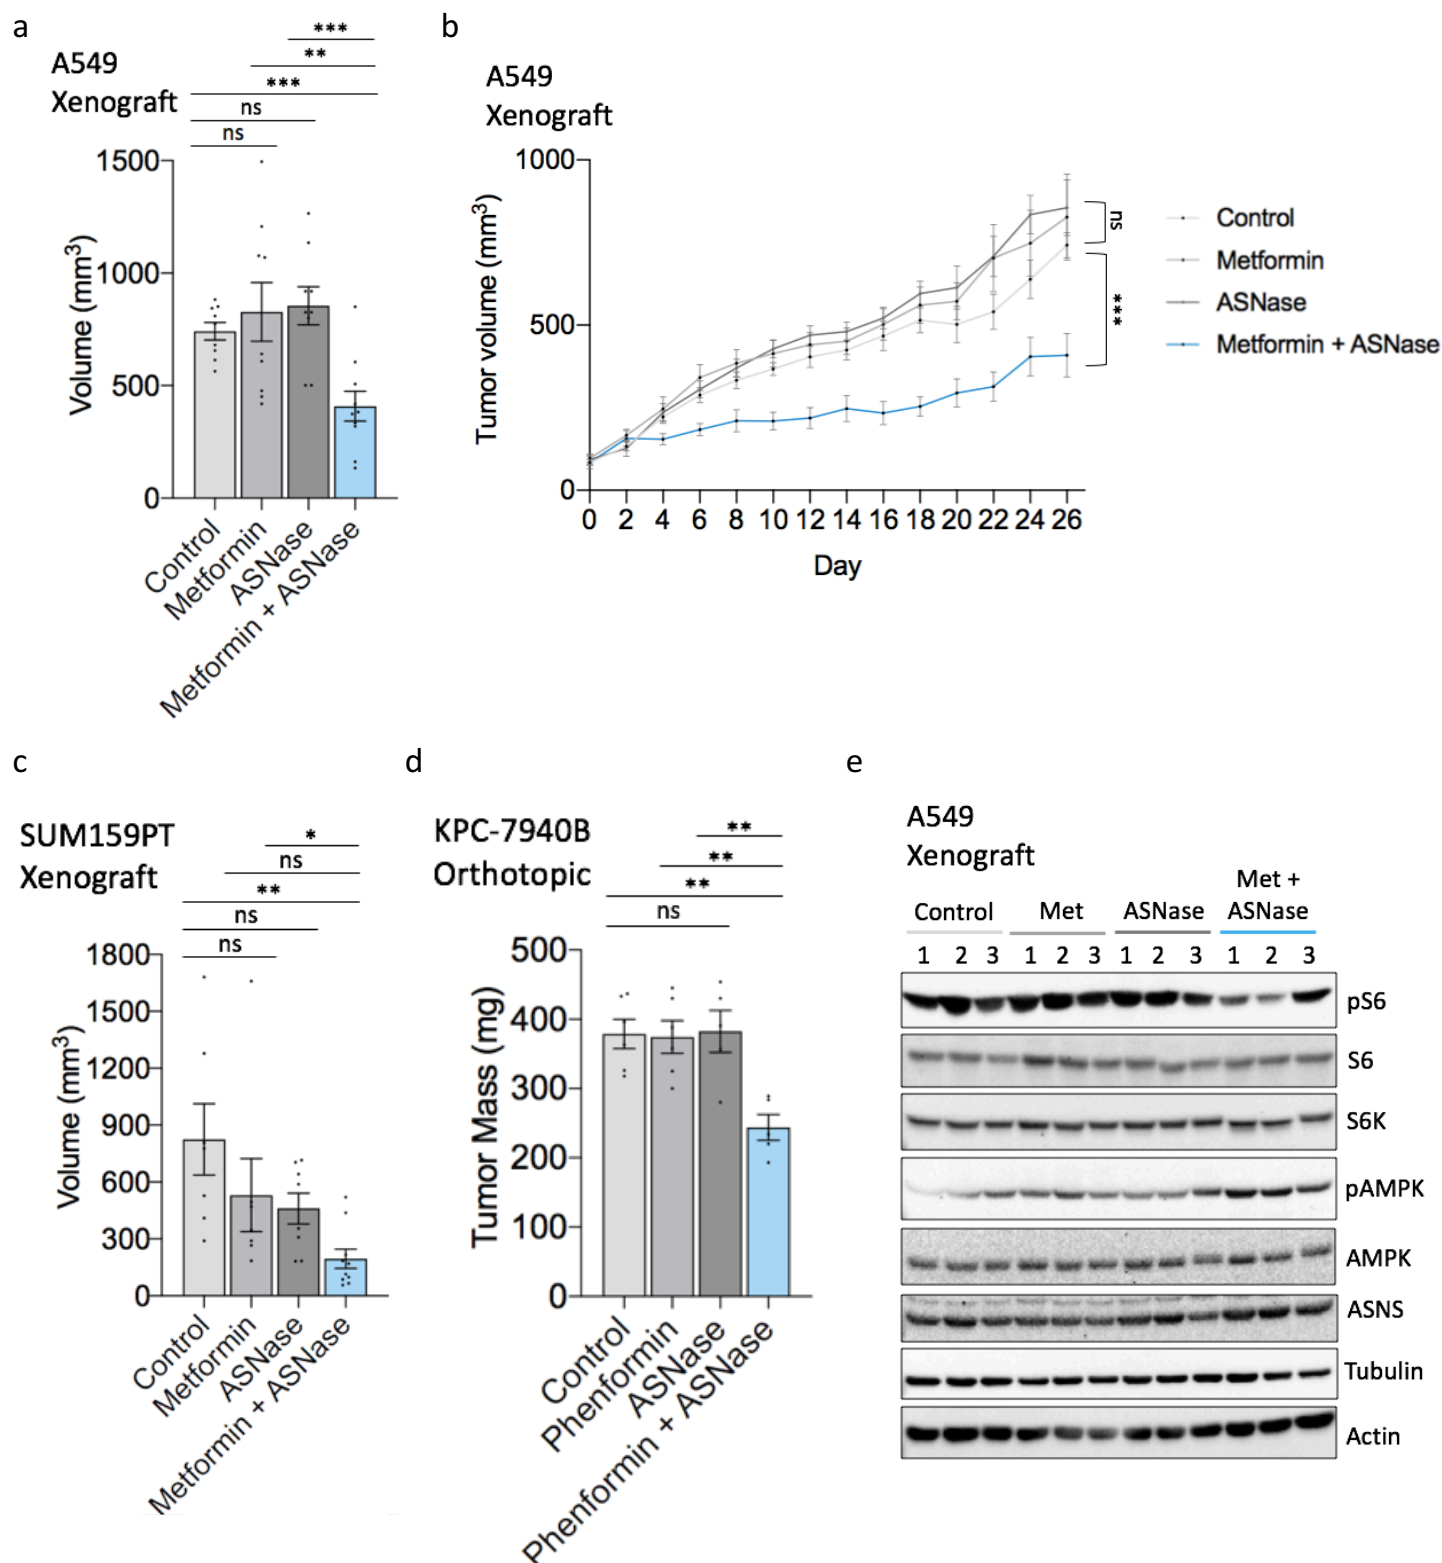 a
A549
Xenograft
***
**
***
ns
ns
Volume (mm³)
1500
1000
500
0
Control
Metformin
ASNase
Metformin + ASNase
b
A549
Xenograft
Tumor volume (mm³)
1000
500
0
0 2 4 6 8 10 12 14 16 18 20 22 24 26
Day
ns
***
Control
Metformin
ASNase
Metformin + ASNase
c
SUM159PT
Xenograft
*
ns
**
ns
ns
Volume (mm³)
1800
1500
1200
900
600
300
0
Control
Metformin
ASNase
Metformin + ASNase
d
KPC-7940B
Orthotopic
**
**
**
ns
Tumor Mass (mg)
500
400
300
200
100
0
Control
Phenformin
ASNase
Phenformin + ASNase
e
A549
Xenograft
Control Met ASNase Met + ASNase
1 2 3 1 2 3 1 2 3 1 2 3
pS6
S6
S6K
pAMPK
AMPK
ASNS
Tubulin
Actin